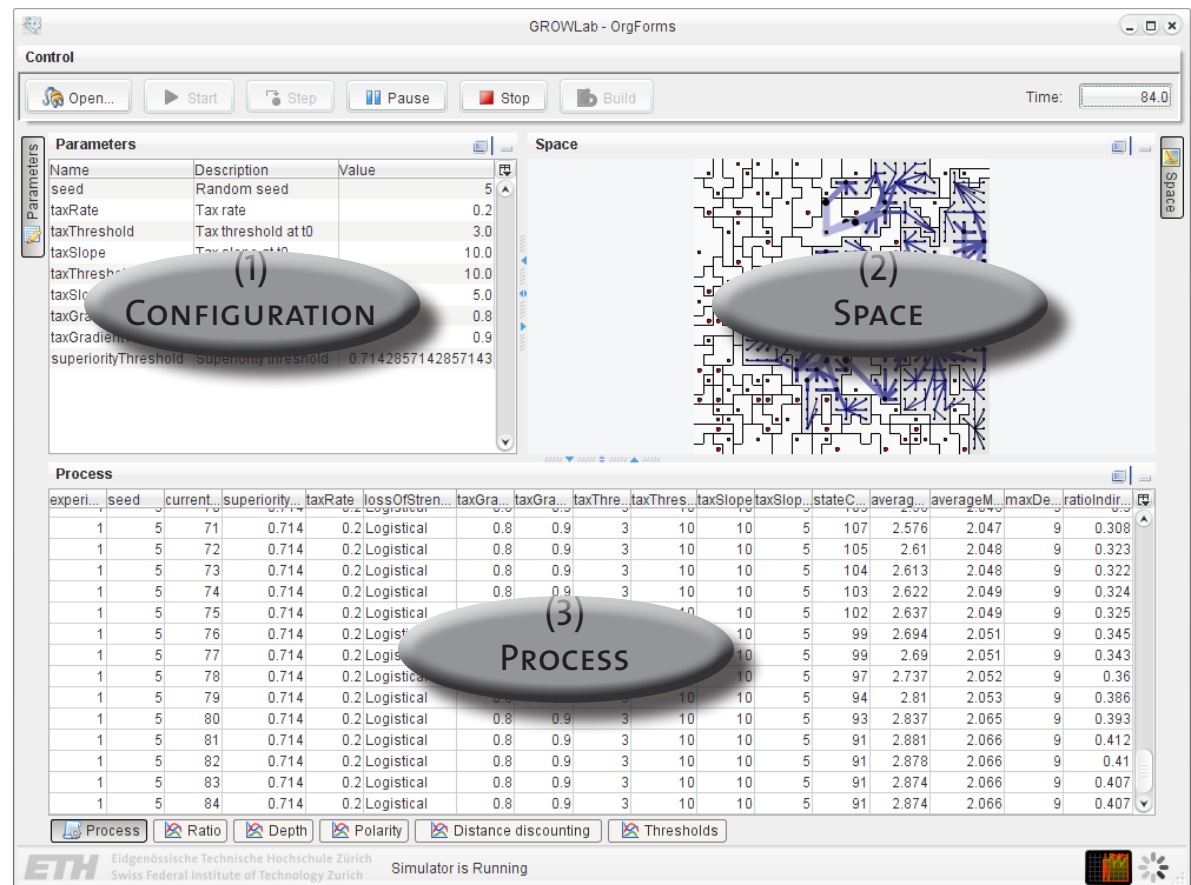 GROWLab - OrgForms
Control
Open... Start Step Pause Stop Build Time: 84.0
Parameters
Parameters
Space
Space
Name Description Value
seed Random seed 5
taxRate Tax rate 0.2
taxThreshold Tax threshold at t0 3.0
taxSlope Tax slope at t0 10.0
10.0
5.0
0.8
0.9
superiorityThreshold Superiority threshold 0.7142857142857143
(1)
CONFIGURATION
(2)
SPACE
Process
experi... seed current... superiority... taxRate lossOfStren... taxGra... taxGra... taxThre... taxThres... taxSlope taxSlop... stateC... averag... averageM... maxDe... ratioIndir...
1 5 71 0.714 0.2 Logistical 0.8 0.9 3 10 10 5 107 2.576 2.047 9 0.308
1 5 72 0.714 0.2 Logistical 0.8 0.9 3 10 10 5 105 2.61 2.048 9 0.323
1 5 73 0.714 0.2 Logistical 0.8 0.9 3 10 10 5 104 2.613 2.048 9 0.322
1 5 74 0.714 0.2 Logistical 0.8 0.9 3 10 10 5 103 2.622 2.049 9 0.324
1 5 75 0.714 0.2 Logistical 10 5 102 2.637 2.049 9 0.325
1 5 76 0.714 0.2 10 5 99 2.694 2.051 9 0.345
1 5 77 0.714 0.2 10 5 99 2.69 2.051 9 0.343
1 5 78 0.714 0.2 10 5 97 2.737 2.052 9 0.36
1 5 79 0.714 0.2 Logistical 0.8 0.9 3 10 10 5 94 2.81 2.053 9 0.386
1 5 80 0.714 0.2 Logistical 0.8 0.9 3 10 10 5 93 2.837 2.065 9 0.393
1 5 81 0.714 0.2 Logistical 0.8 0.9 3 10 10 5 91 2.881 2.066 9 0.412
1 5 82 0.714 0.2 Logistical 0.8 0.9 3 10 10 5 91 2.878 2.066 9 0.41
1 5 83 0.714 0.2 Logistical 0.8 0.9 3 10 10 5 91 2.874 2.066 9 0.407
1 5 84 0.714 0.2 Logistical 0.8 0.9 3 10 10 5 91 2.874 2.066 9 0.407
(3)
PROCESS
Process Ratio Depth Polarity Distance discounting Thresholds
ETH
Eidgenössische Technische Hochschule Zürich
Swiss Federal Institute of Technology Zurich
Simulator is Running